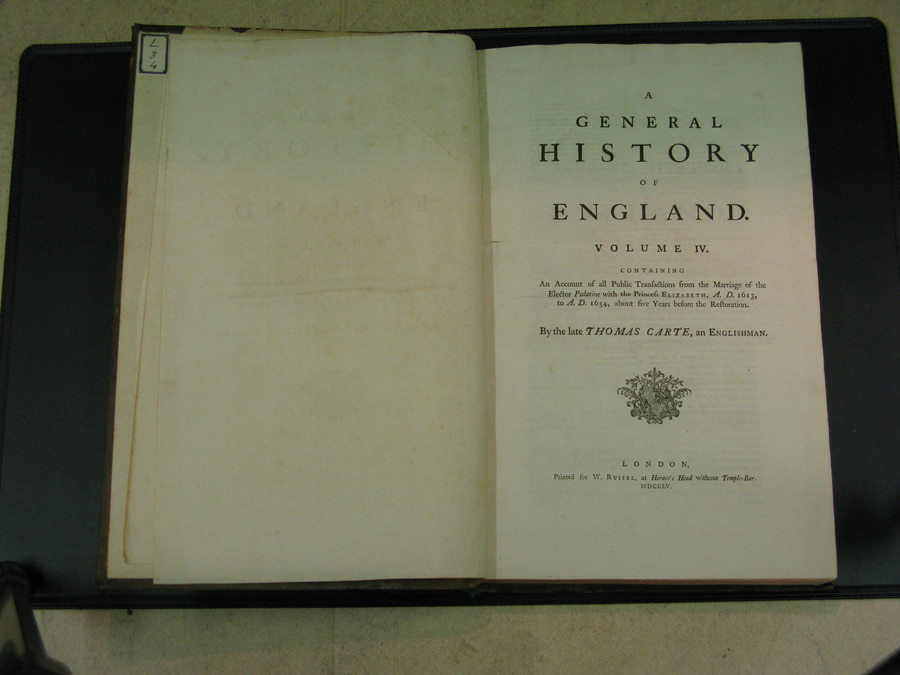 L
3
4
A
GENERAL
HISTORY
OF
ENGLAND.
VOLUME IV.
CONTAINING
An Account of all Public Tranſactions from the Marriage of the
Elector Palatine with the Princeſs ELIZABETH, A. D. 1613,
to A. D. 1654, about ſive Years before the Reſtoration.
By the late THOMAS CARTE, an ENGLISHMAN.
LONDON,
Printed for W. RUSSEL, at Horace's Head without Temple-Bar.
MDCCLV.